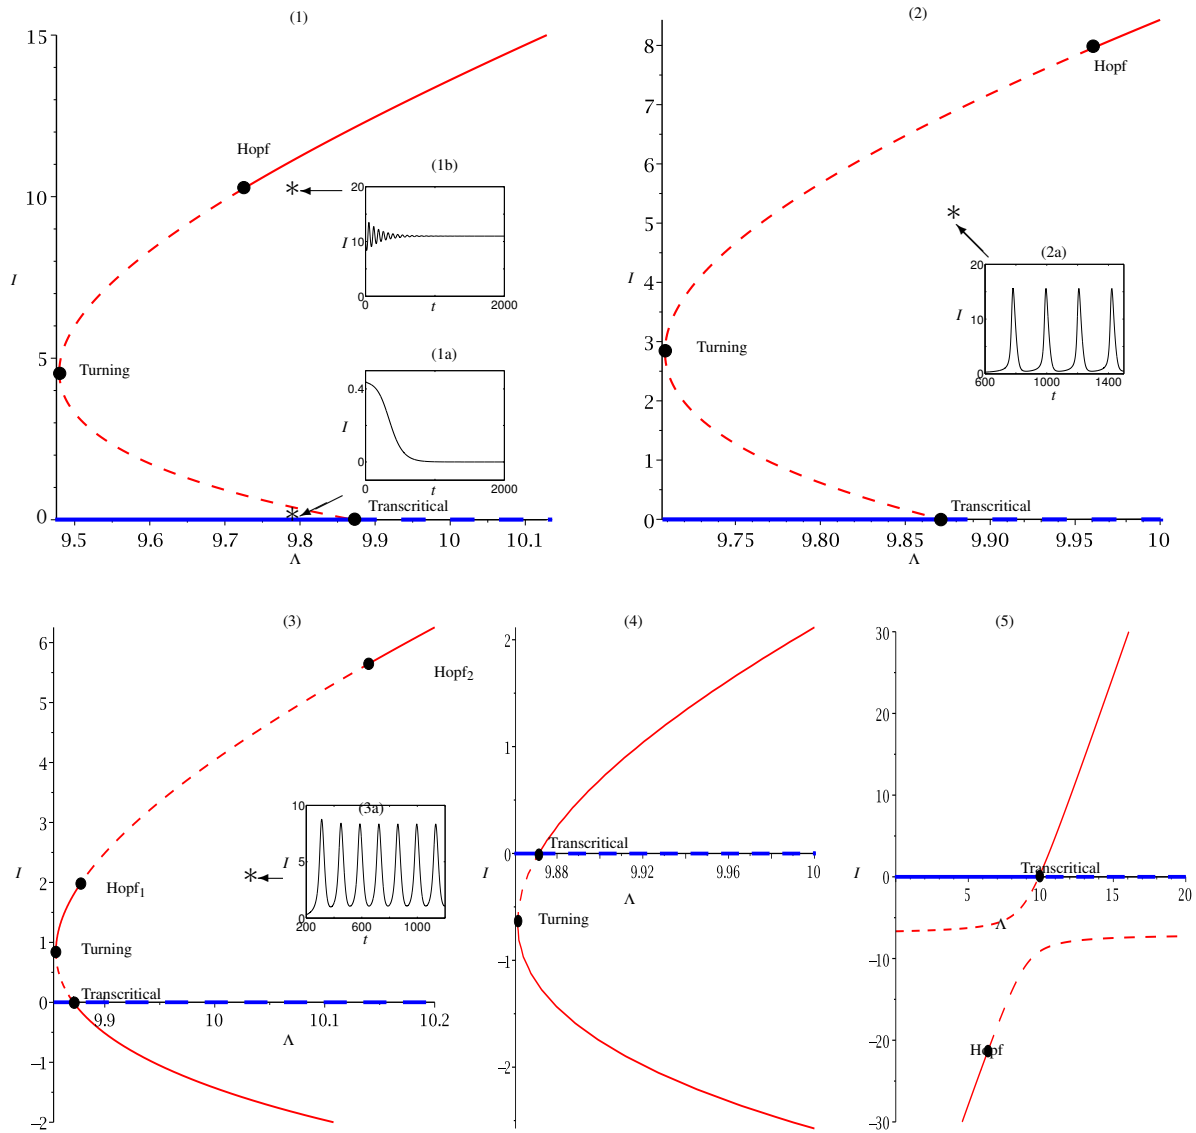 (1)
15
10
5
0
I
Hopf
Turning
Transcritical
(1b)
20
10
0
I
0
2000
t
(1a)
0.4
0
I
0
2000
t
9.5
9.6
9.7
9.8
9.9
10
10.1
Λ
(2)
8
7
6
5
4
3
2
1
0
I
Hopf
Turning
Transcritical
(2a)
20
10
0
I
600
1000
1400
t
9.75
9.80
9.85
9.90
9.95
10
Λ
(3)
6
5
4
3
2
1
0
−1
−2
I
Hopf2
Hopf1
Turning
Transcritical
(3a)
10
5
0
I
200
600
1000
t
9.9
10
10.1
10.2
Λ
(4)
2
1
0
−1
−2
I
Transcritical
Turning
9.88
9.92
9.96
10
Λ
(5)
30
20
10
0
−10
−20
−30
I
Transcritical
5
10
15
20
Λ
Hopf